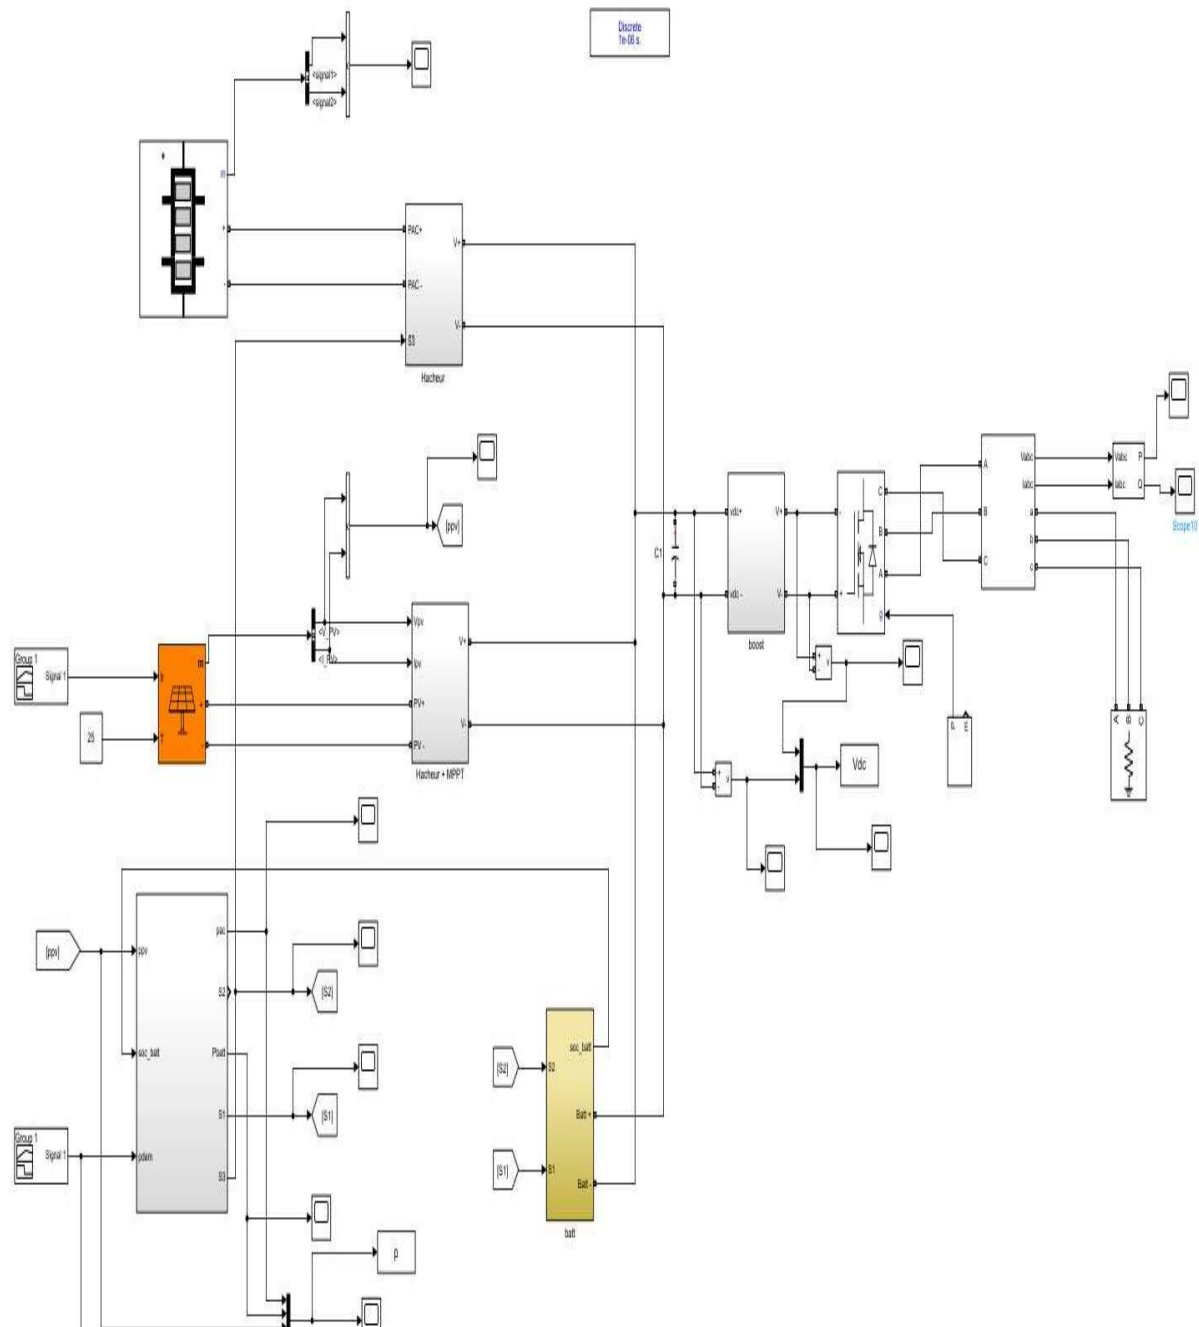 Discrete
1e-06 s.
<signal1>
<signal2>
m
+
-
PAC+
PAC -
S3
V+
V-
Hacheur
[ppv]
<V_PV>
<I_PV>
Group 1
Signal 1
25
m
+
-
Vpv
Ipv
PV+
PV -
V+
V-
Hacheur + MPPT
C1
vdc+
vdc -
V+
V-
boost
-
+
C
B
A
g
A
B
C
Vabc
Iabc
a
b
c
Vabc
Iabc
P
Q
Scope10
+
-
v
+
-
v
Vdc
P
A
B
C
[ppv]
ppv
soc_batt
pdem
pac
S2
Pbatt
S1
S3
[S2]
[S1]
Group 1
Signal 1
[S2]
[S1]
S2
S1
soc_batt
Batt +
Batt -
batt
p